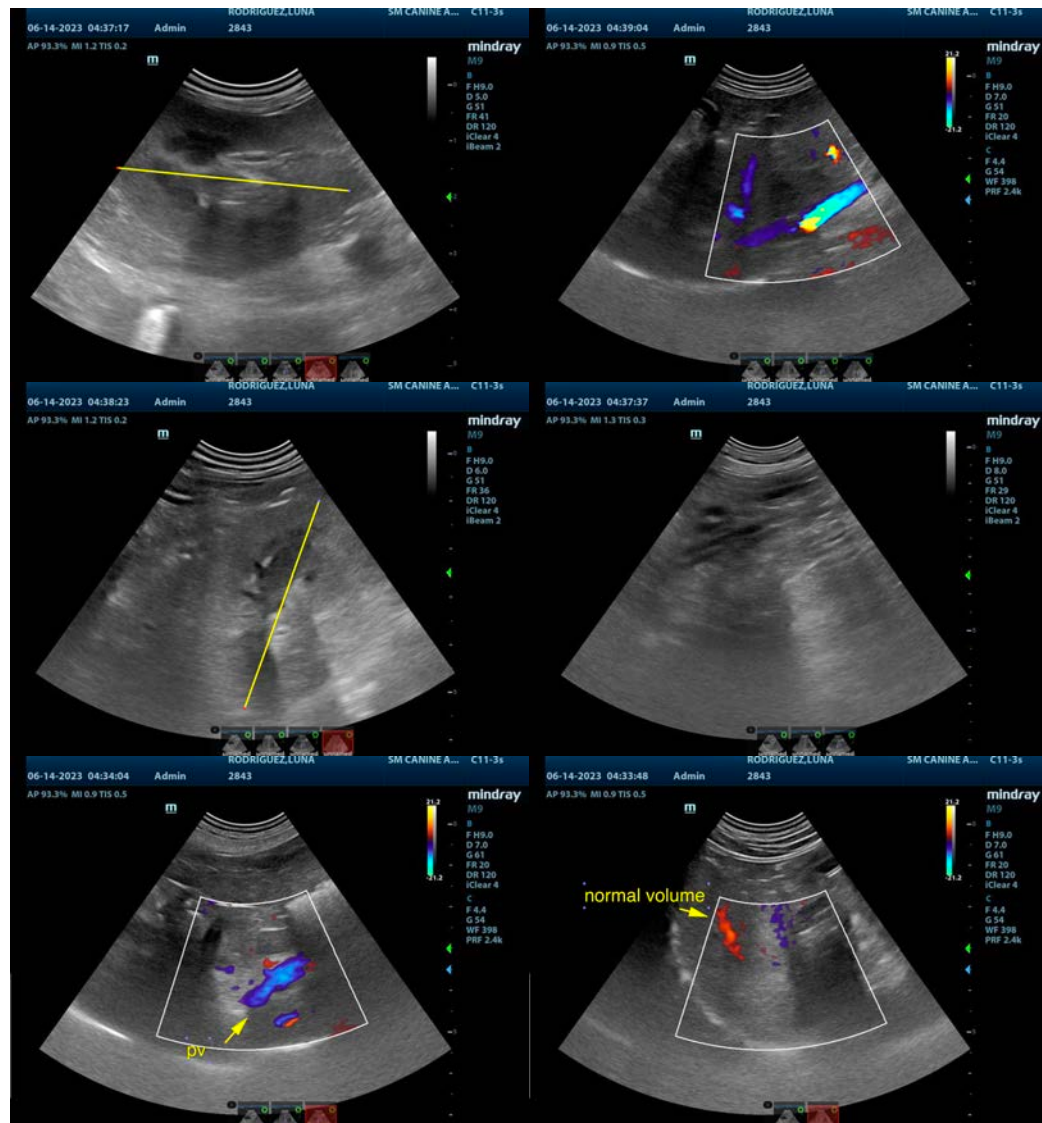 RODRIGUEZ,LUNA SM CANINE A... C11-3s
06-14-2023 04:37:17 Admin 2843
AP 93.3% MI 1.2 TIS 0.2
mindray
M9
m
B
F H9.0
D 5.0
G 51
FR 41
DR 120
iClear 4
iBeam 2
RODRIGUEZ,LUNA SM CANINE A... C11-3s
06-14-2023 04:39:04 Admin 2843
AP 93.3% MI 0.9 TIS 0.5
mindray
M9
m
21.2
-21.2
B
F H9.0
D 7.0
G 51
FR 20
DR 120
iClear 4
iBeam 2
C
F 4.4
G 54
WF 398
PRF 2.4k
RODRIGUEZ,LUNA SM CANINE A... C11-3s
06-14-2023 04:38:23 Admin 2843
AP 93.3% MI 1.2 TIS 0.2
mindray
M9
m
B
F H9.0
D 6.0
G 51
FR 36
DR 120
iClear 4
iBeam 2
RODRIGUEZ,LUNA SM CANINE A... C11-3s
06-14-2023 04:37:37 Admin 2843
AP 93.3% MI 1.3 TIS 0.3
mindray
M9
m
B
F H9.0
D 8.0
G 51
FR 29
DR 120
iClear 4
iBeam 2
RODRIGUEZ,LUNA SM CANINE A... C11-3s
06-14-2023 04:34:04 Admin 2843
AP 93.3% MI 0.9 TIS 0.5
mindray
M9
m
21.2
-21.2
B
F H9.0
D 7.0
G 61
FR 20
DR 120
iClear 4
iBeam 2
C
F 4.4
G 54
WF 398
PRF 2.4k
pv
RODRIGUEZ,LUNA SM CANINE A... C11-3s
06-14-2023 04:33:48 Admin 2843
AP 93.3% MI 0.9 TIS 0.5
mindray
M9
m
21.2
-21.2
B
F H9.0
D 7.0
G 61
FR 20
DR 120
iClear 4
iBeam 2
C
F 4.4
G 54
WF 398
PRF 2.4k
normal volume